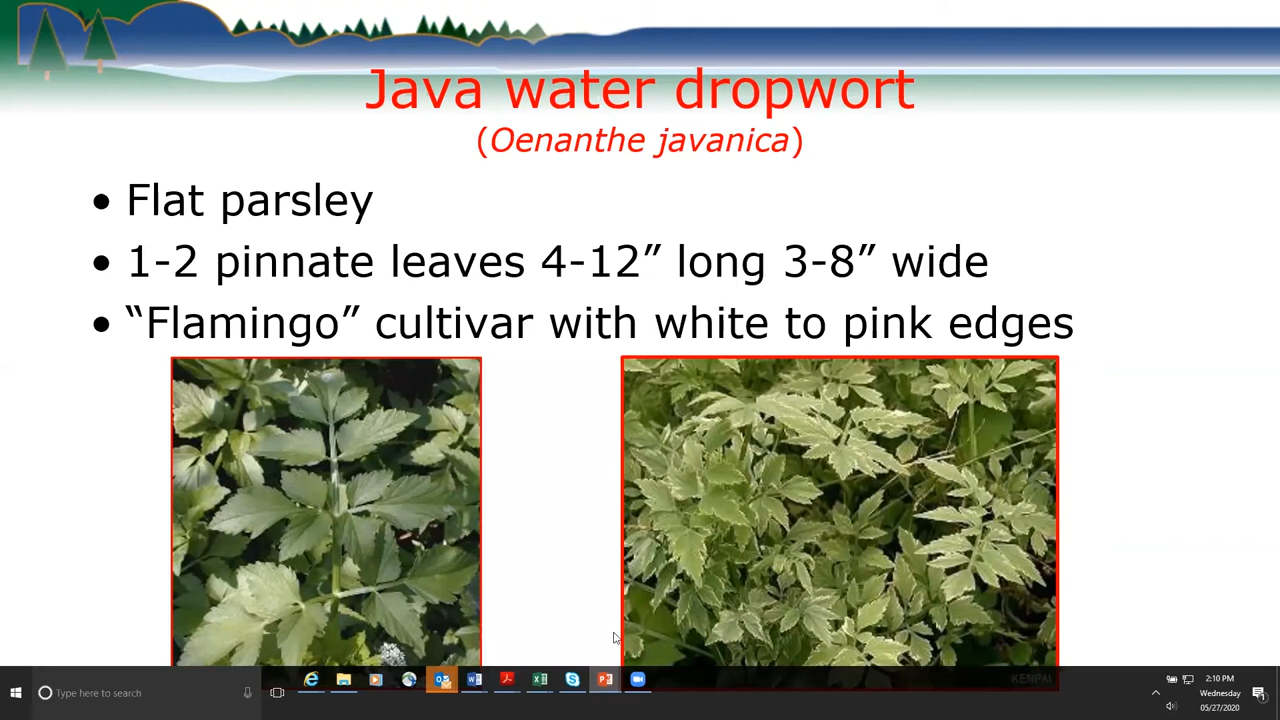 Java water dropwort
(Oenanthe javanica)
• Flat parsley
• 1-2 pinnate leaves 4-12” long 3-8” wide
• “Flamingo” cultivar with white to pink edges
KENPAI
Type here to search
2:10 PM
Wednesday
05/27/2020